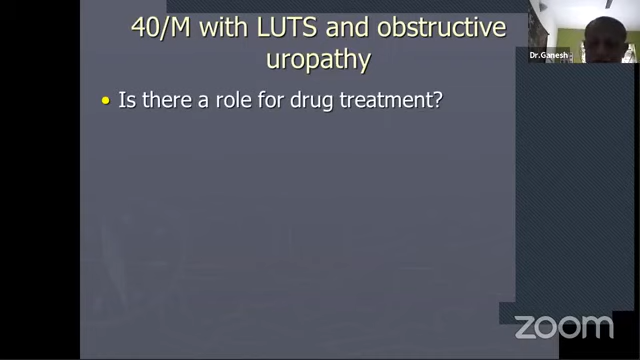 40/M with LUTS and obstructive
uropathy
• Is there a role for drug treatment?
Dr.Ganesh
zoom